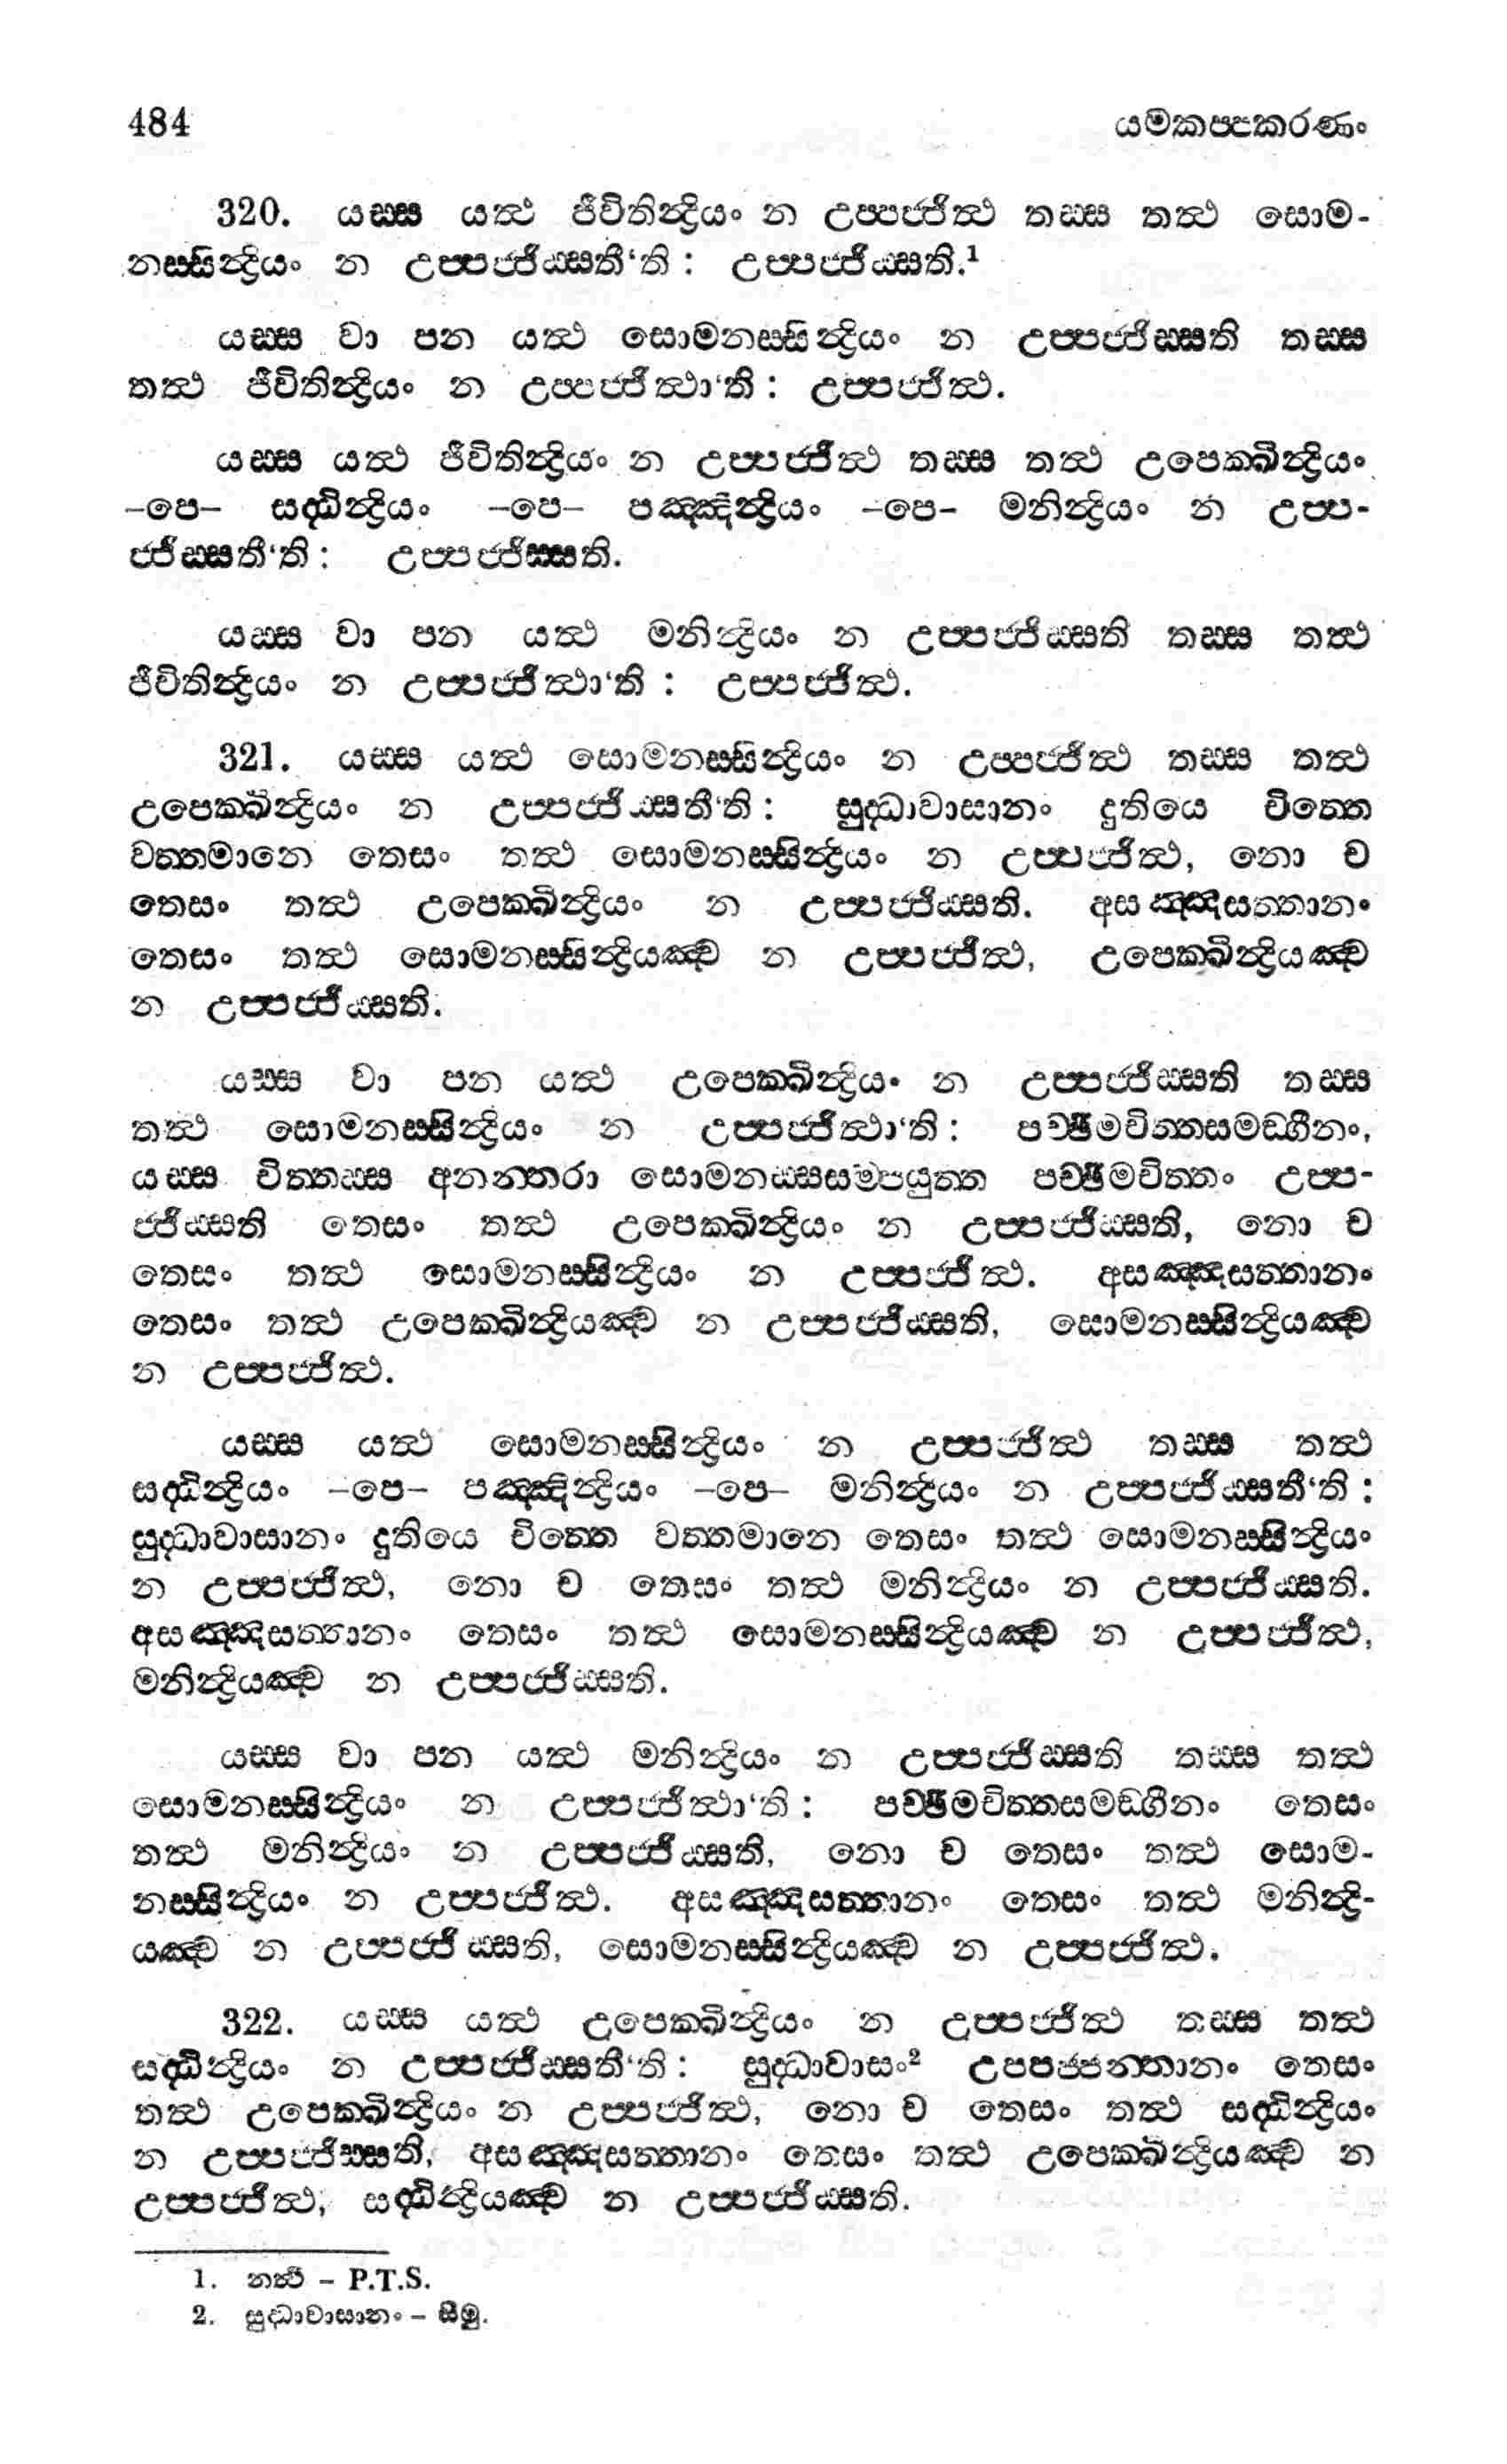 484 යමකප්පකරණං
320. යස්ස යත්ථ ජීවිතින්ද්‍රියං න උප්පජ්ජිත්ථ තස්ස තත්ථ සොම-
නස්සින්ද්‍රියං න උප්පජ්ජිස්සතී‘ති : උප්පජ්ජිස්සති.¹
යස්ස වා පන යත්ථ සොමනස්සින්ද්‍රියං න උප්පජ්ජිස්සති තස්ස
තත්ථ ජීවිතින්ද්‍රියං න උප්පජ්ජිත්ථා‘ති : උප්පජ්ජිත්ථ.
යස්ස යත්ථ ජීවිතින්ද්‍රියං න උප්පජ්ජිත්ථ තස්ස තත්ථ උපෙක්ඛින්ද්‍රියං
–පෙ– සද්ධින්ද්‍රියං –පෙ– පඤ්ඤින්ද්‍රියං –පෙ– මනින්ද්‍රියං න උප්ප-
ජ්ජිස්සතී‘ති : උප්පජ්ජිස්සති.
යස්ස වා පන යත්ථ මනින්ද්‍රියං න උප්පජ්ජිස්සති තස්ස තත්ථ
ජීවිතින්ද්‍රියං න උප්පජ්ජිත්ථා‘ති : උප්පජ්ජිත්ථ.
321. යස්ස යත්ථ සොමනස්සින්ද්‍රියං න උප්පජ්ජිත්ථ තස්ස තත්ථ
උපෙක්ඛින්ද්‍රියං න උප්පජ්ජිස්සතී‘ති : සුද්ධාවාසානං දුතියෙ චිත්තෙ
වත්තමානෙ තෙසං තත්ථ සොමනස්සින්ද්‍රියං න උප්පජ්ජිත්ථ, නො ච
තෙසං තත්ථ උපෙක්ඛින්ද්‍රියං න උප්පජ්ජිස්සති. අසඤ්ඤසත්තානං
තෙසං තත්ථ සොමනස්සින්ද්‍රියඤ්ච න උප්පජ්ජිත්ථ, උපෙක්ඛින්ද්‍රියඤ්ච
න උප්පජ්ජිස්සති.
යස්ස වා පන යත්ථ උපෙක්ඛින්ද්‍රියං න උප්පජ්ජිස්සති තස්ස
තත්ථ සොමනස්සින්ද්‍රියං න උප්පජ්ජිත්ථා‘ති : පච්ඡිමචිත්තසමඞ්ගීනං,
යස්ස චිත්තස්ස අනන්තරා සොමනස්සසම්පයුත්ත පච්ඡිමචිත්තං උප්ප-
ජ්ජිස්සති තෙසං තත්ථ උපෙක්ඛින්ද්‍රියං න උප්පජ්ජිස්සති, නො ච
තෙසං තත්ථ සොමනස්සින්ද්‍රියං න උප්පජ්ජිත්ථ. අසඤ්ඤසත්තානං
තෙසං තත්ථ උපෙක්ඛින්ද්‍රියඤ්ච න උප්පජ්ජිස්සති, සොමනස්සින්ද්‍රියඤ්ච
න උප්පජ්ජිත්ථ.
යස්ස යත්ථ සොමනස්සින්ද්‍රියං න උප්පජ්ජිත්ථ තස්ස තත්ථ
සද්ධින්ද්‍රියං –පෙ– පඤ්ඤින්ද්‍රියං –පෙ– මනින්ද්‍රියං න උප්පජ්ජිස්සතී‘ති :
සුද්ධාවාසානං දුතියෙ චිත්තෙ වත්තමානෙ තෙසං තත්ථ සොමනස්සින්ද්‍රියං
න උප්පජ්ජිත්ථ, නො ච තෙසං තත්ථ මනින්ද්‍රියං න උප්පජ්ජිස්සති.
අසඤ්ඤසත්තානං තෙසං තත්ථ සොමනස්සින්ද්‍රියඤ්ච න උප්පජ්ජිත්ථ,
මනින්ද්‍රියඤ්ච න උප්පජ්ජිස්සති.
යස්ස වා පන යත්ථ මනින්ද්‍රියං න උප්පජ්ජිස්සති තස්ස තත්ථ
සොමනස්සින්ද්‍රියං න උප්පජ්ජිත්ථා‘ති : පච්ඡිමචිත්තසමඞ්ගීනං තෙසං
තත්ථ මනින්ද්‍රියං න උප්පජ්ජිස්සති, නො ච තෙසං තත්ථ සොම-
නස්සින්ද්‍රියං න උප්පජ්ජිත්ථ. අසඤ්ඤසත්තානං තෙසං තත්ථ මනින්ද්‍රි-
යඤ්ච න උප්පජ්ජිස්සති, සොමනස්සින්ද්‍රියඤ්ච න උප්පජ්ජිත්ථ.
322. යස්ස යත්ථ උපෙක්ඛින්ද්‍රියං න උප්පජ්ජිත්ථ තස්ස තත්ථ
සද්ධින්ද්‍රියං න උප්පජ්ජිස්සතී‘ති : සුද්ධාවාසං² උපපජ්ජන්තානං තෙසං
තත්ථ උපෙක්ඛින්ද්‍රියං න උප්පජ්ජිත්ථ, නො ච තෙසං තත්ථ සද්ධින්ද්‍රියං
න උප්පජ්ජිස්සති, අසඤ්ඤසත්තානං තෙසං තත්ථ උපෙක්ඛින්ද්‍රියඤ්ච න
උප්පජ්ජිත්ථ, සද්ධින්ද්‍රියඤ්ච න උප්පජ්ජිස්සති.
1. නත්ථි – P.T.S.
2. සුද්ධාවාසානං – සීමු.